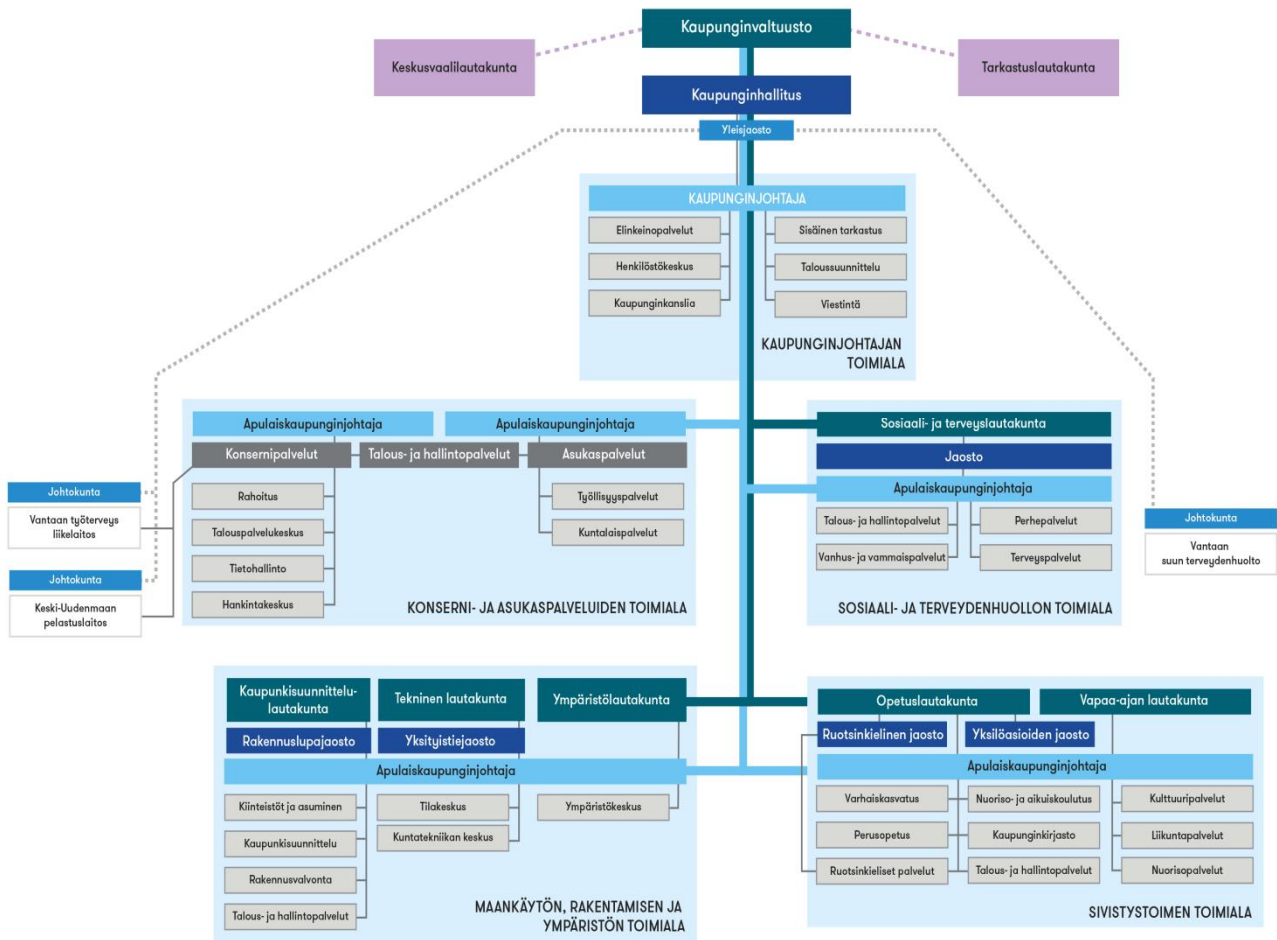 Kaupunginvaltuusto
Keskusvaalilautakunta
Tarkastuslautakunta
Kaupunginhallitus
Yleisjaosto
KAUPUNGINJOHTAJA
Elinkeinopalvelut
Sisäinen tarkastus
Henkilöstökeskus
Taloussuunnittelu
Kaupunginkanslia
Viestintä
KAUPUNGINJOHTAJAN
TOIMIALA
Apulaiskaupunginjohtaja
Apulaiskaupunginjohtaja
Konsernipalvelut
Talous- ja hallintopalvelut
Asukaspalvelut
Rahoitus
Talouspalvelukeskus
Tietohallinto
Hankintakeskus
Työllisyyspalvelut
Kuntalaispalvelut
KONSERNI- JA ASUKASPALVELUIDEN TOIMIALA
Johtokunta
Vantaan työterveys
liikelaitos
Johtokunta
Keski-Uudenmaan
pelastuslaitos
Sosiaali- ja terveyslautakunta
Jaosto
Apulaiskaupunginjohtaja
Talous- ja hallintopalvelut
Perhepalvelut
Vanhus- ja vammaispalvelut
Terveyspalvelut
SOSIAALI- JA TERVEYDENHUOLLON TOIMIALA
Johtokunta
Vantaan
suun terveydenhuolto
Kaupunkisuunnittelu-
lautakunta
Tekninen lautakunta
Ympäristölautakunta
Rakennuslupajaosto
Yksityistiejaosto
Apulaiskaupunginjohtaja
Kiinteistöt ja asuminen
Kaupunkisuunnittelu
Rakennusvalvonta
Talous- ja hallintopalvelut
Tilakeskus
Kuntatekniikan keskus
Ympäristökeskus
MAANKÄYTÖN, RAKENTAMISEN JA
YMPÄRISTÖN TOIMIALA
Opetuslautakunta
Vapaa-ajan lautakunta
Ruotsinkielinen jaosto
Yksilöasioiden jaosto
Apulaiskaupunginjohtaja
Varhaiskasvatus
Nuoriso- ja aikuiskoulutus
Kulttuuripalvelut
Perusopetus
Kaupunginkirjasto
Liikuntapalvelut
Ruotsinkieliset palvelut
Talous- ja hallintopalvelut
Nuorisopalvelut
SIVISTYSTOIMEN TOIMIALA